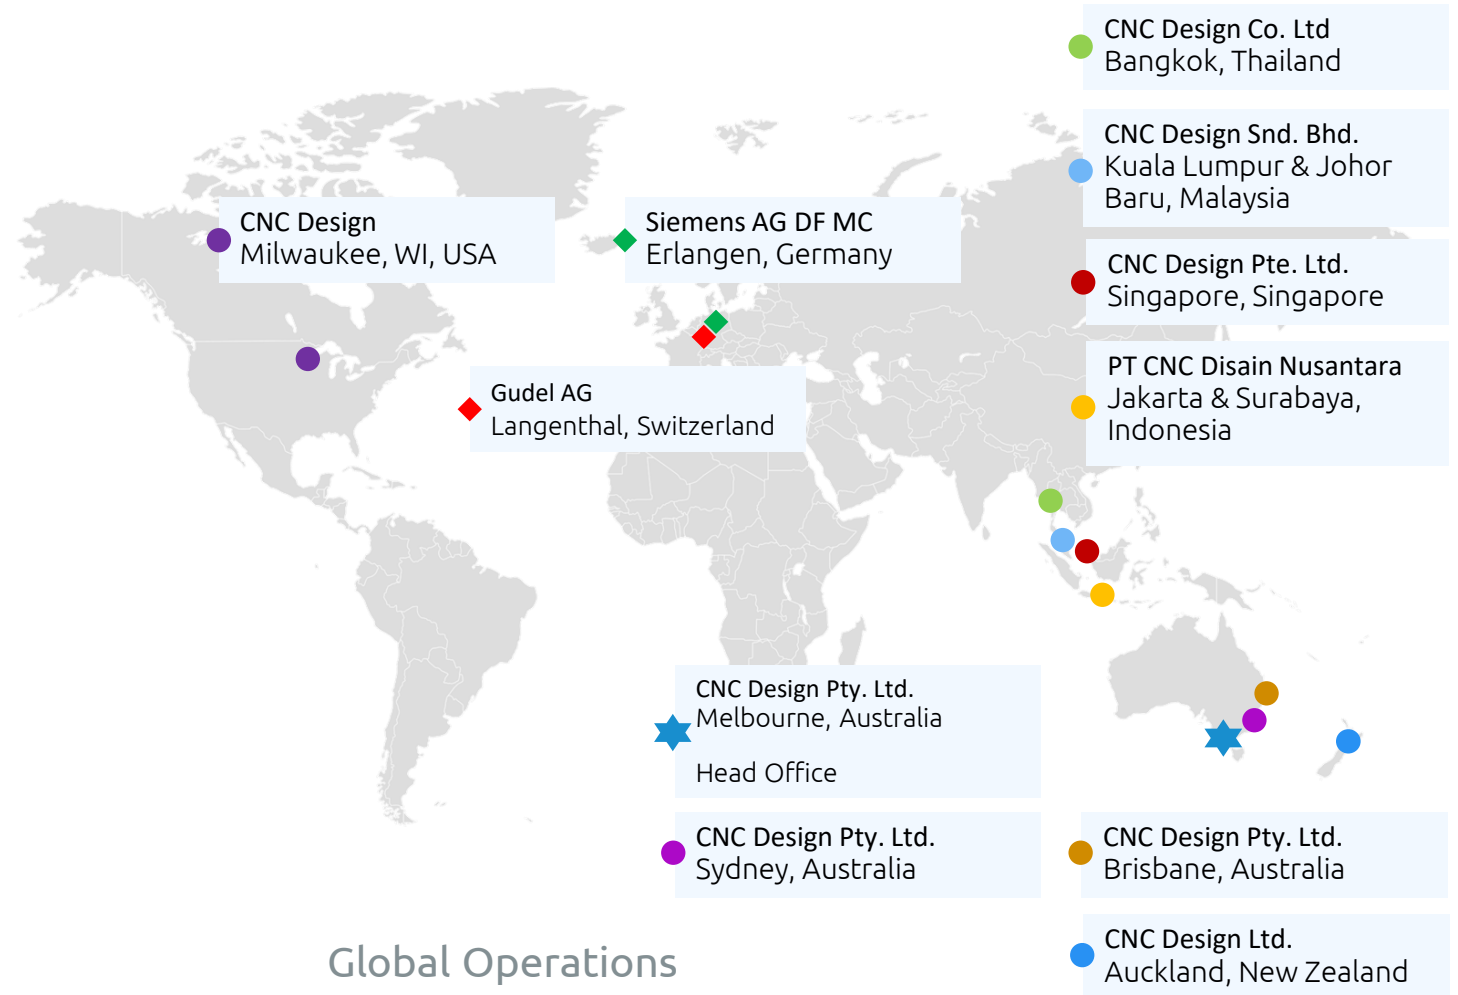 CNC Design Co. Ltd
Bangkok, Thailand
CNC Design Snd. Bhd.
Kuala Lumpur & Johor
Baru, Malaysia
CNC Design
Milwaukee, WI, USA
Siemens AG DF MC
Erlangen, Germany
CNC Design Pte. Ltd.
Singapore, Singapore
PT CNC Disain Nusantara
Jakarta & Surabaya,
Indonesia
Gudel AG
Langenthal, Switzerland
CNC Design Pty. Ltd.
Melbourne, Australia
Head Office
CNC Design Pty. Ltd.
Sydney, Australia
CNC Design Pty. Ltd.
Brisbane, Australia
CNC Design Ltd.
Auckland, New Zealand
Global Operations